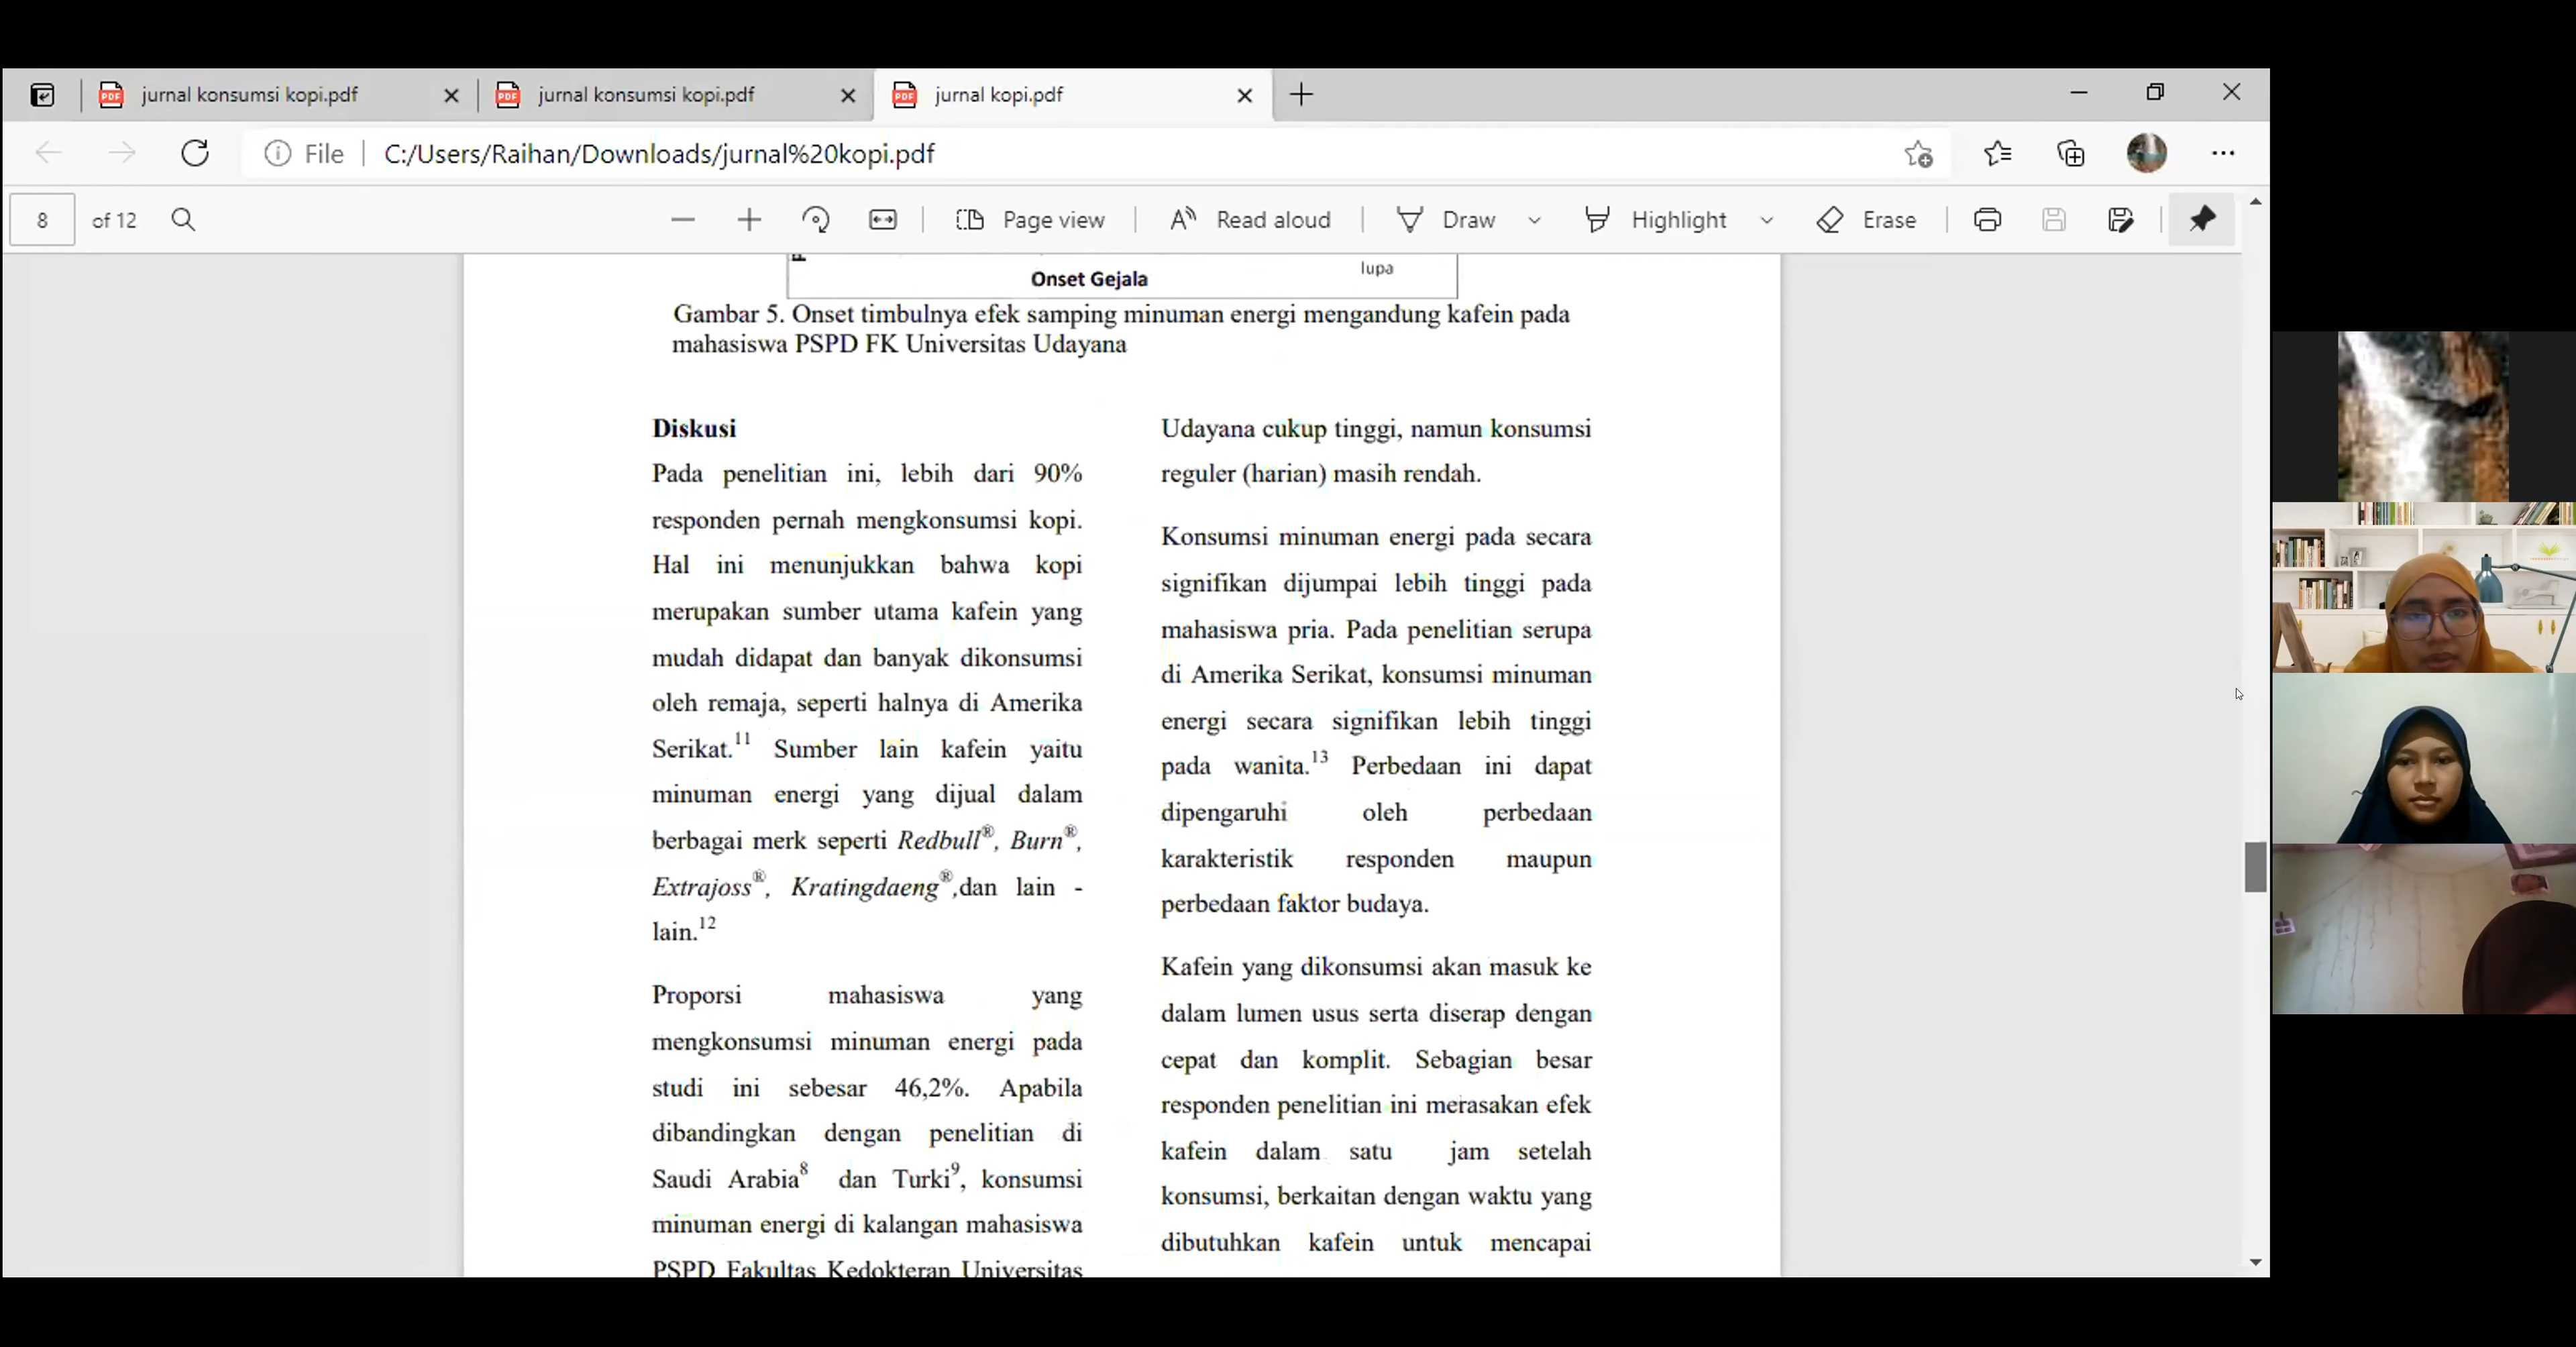 jurnal konsumsi kopi.pdf
jurnal konsumsi kopi.pdf
jurnal kopi.pdf
File
C:/Users/Raihan/Downloads/jurnal%20kopi.pdf
8 of 12
Page view
Read aloud
Draw
Highlight
Erase
lupa
Onset Gejala
Gambar 5. Onset timbulnya efek samping minuman energi mengandung kafein pada
mahasiswa PSPD FK Universitas Udayana
Diskusi
Pada penelitian ini, lebih dari 90%
responden pernah mengkonsumsi kopi.
Hal ini menunjukkan bahwa kopi
merupakan sumber utama kafein yang
mudah didapat dan banyak dikonsumsi
oleh remaja, seperti halnya di Amerika
Serikat.11 Sumber lain kafein yaitu
minuman energi yang dijual dalam
berbagai merk seperti Redbull®, Burn®,
Extrajoss®, Kratingdaeng®,dan lain -
lain.12
Proporsi mahasiswa yang
mengkonsumsi minuman energi pada
studi ini sebesar 46,2%. Apabila
dibandingkan dengan penelitian di
Saudi Arabia8 dan Turki9, konsumsi
minuman energi di kalangan mahasiswa
PSPD Fakultas Kedokteran Universitas
Udayana cukup tinggi, namun konsumsi
reguler (harian) masih rendah.
Konsumsi minuman energi pada secara
signifikan dijumpai lebih tinggi pada
mahasiswa pria. Pada penelitian serupa
di Amerika Serikat, konsumsi minuman
energi secara signifikan lebih tinggi
pada wanita.13 Perbedaan ini dapat
dipengaruhi oleh perbedaan
karakteristik responden maupun
perbedaan faktor budaya.
Kafein yang dikonsumsi akan masuk ke
dalam lumen usus serta diserap dengan
cepat dan komplit. Sebagian besar
responden penelitian ini merasakan efek
kafein dalam satu jam setelah
konsumsi, berkaitan dengan waktu yang
dibutuhkan kafein untuk mencapai